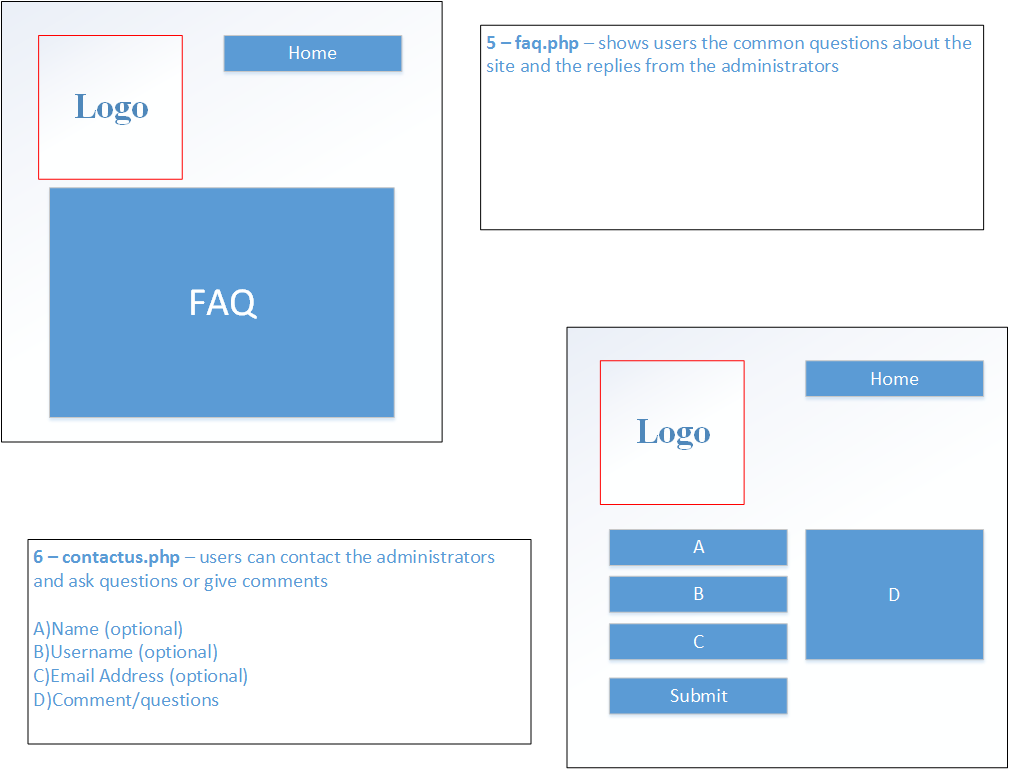 Home
Logo
FAQ
5 – faq.php – shows users the common questions about the
site and the replies from the administrators
Home
Logo
A
B
C
D
Submit
6 – contactus.php – users can contact the administrators
and ask questions or give comments
A)Name (optional)
B)Username (optional)
C)Email Address (optional)
D)Comment/questions